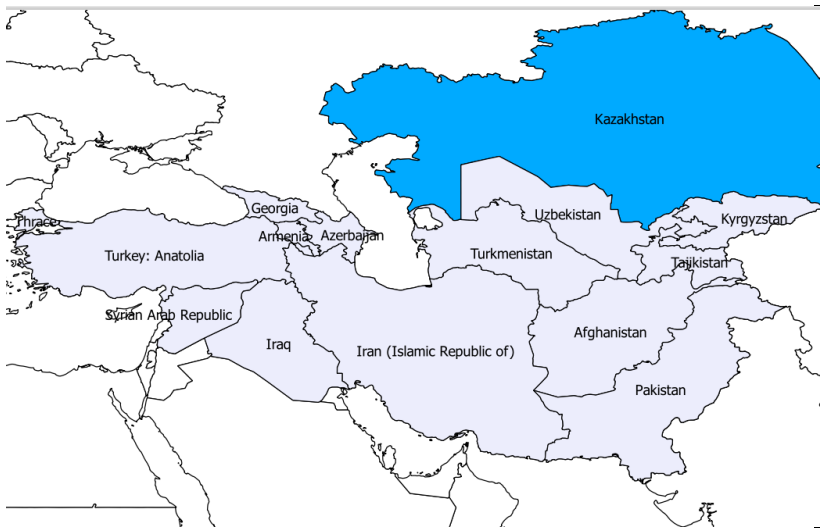 Kazakhstan
Georgia
Uzbekistan
Kyrgyzstan
Thrace
Armenia
Azerbaijan
Turkey: Anatolia
Turkmenistan
Tajikistan
Syrian Arab Republic
Iraq
Iran (Islamic Republic of)
Afghanistan
Pakistan